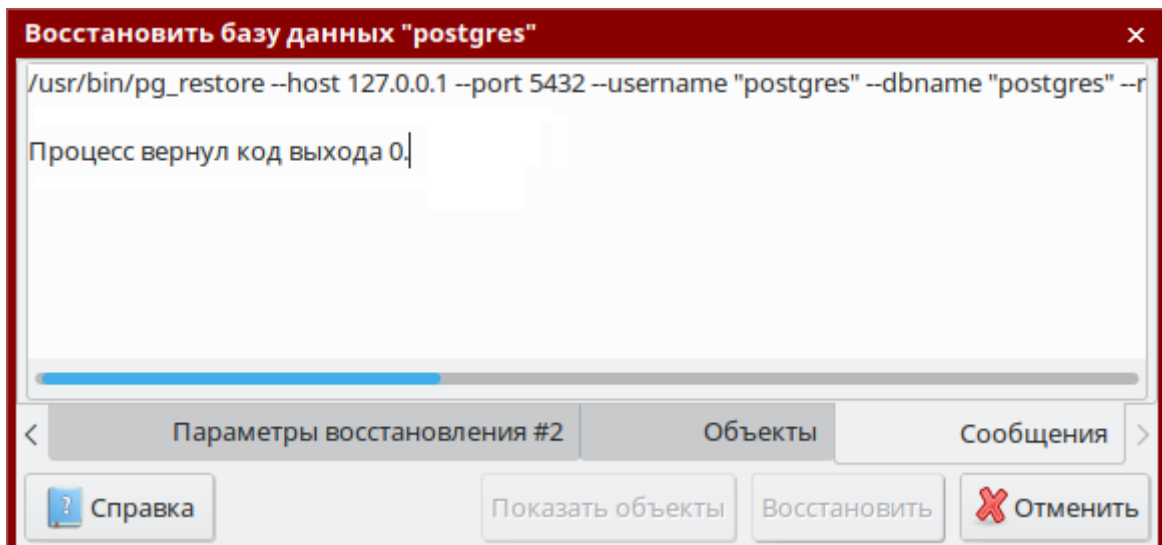 Восстановить базу данных "postgres"
/usr/bin/pg_restore --host 127.0.0.1 --port 5432 --username "postgres" --dbname "postgres" --r
Процесс вернул код выхода 0.
Параметры восстановления #2 Объекты Сообщения
Справка Показать объекты Восстановить Отменить